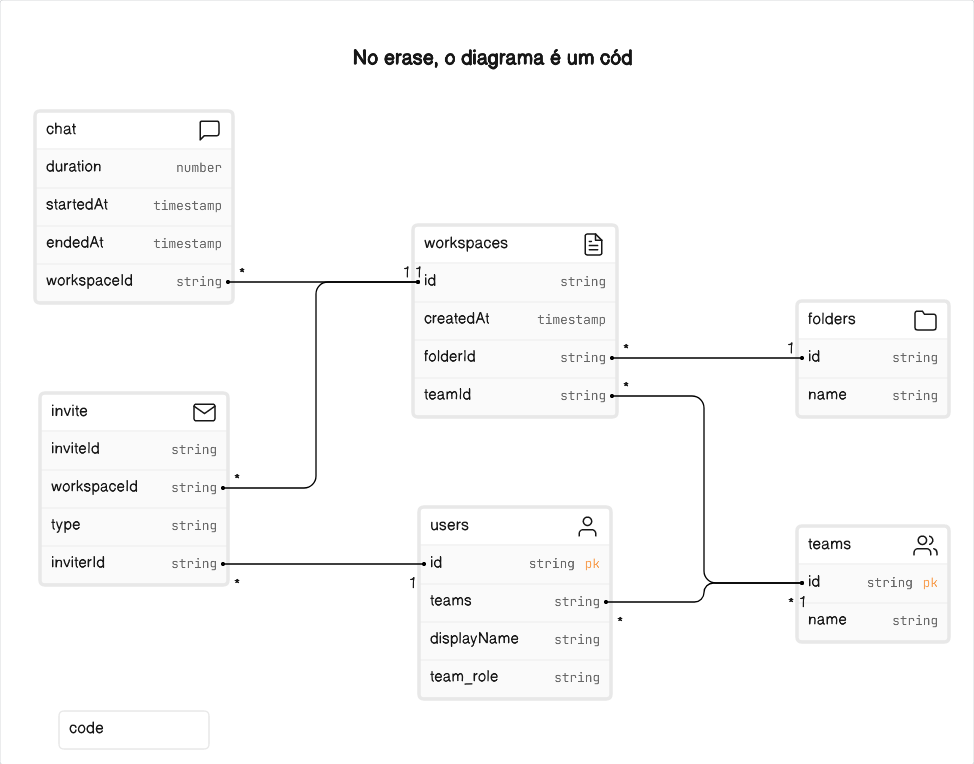 No erase, o diagrama é um cód
chat
duration number
startedAt timestamp
endedAt timestamp
workspaceId string
*
1 1
workspaces
id string
createdAt timestamp
folderId string
teamId string
*
*
1
folders
id string
name string
invite
inviteId string
workspaceId string
type string
inviterId string
*
*
1
users
id string pk
teams string
displayName string
team_role string
*
* 1
teams
id string pk
name string
code